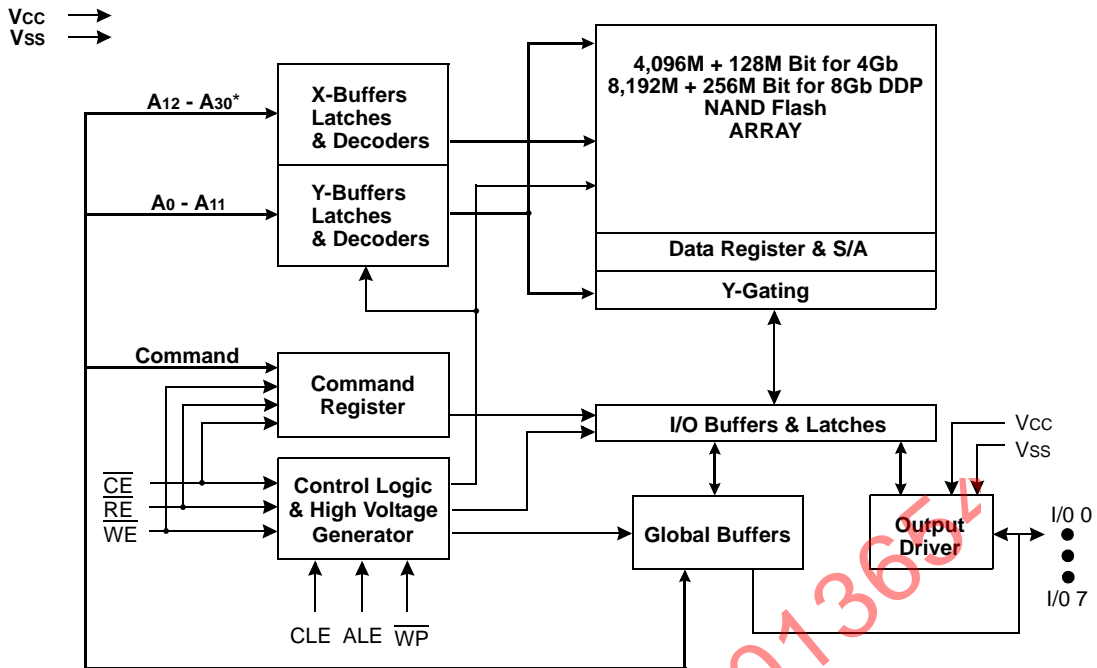 VCC
VSS
A12 - A30*
X-Buffers
Latches
& Decoders
4,096M + 128M Bit for 4Gb
8,192M + 256M Bit for 8Gb DDP
NAND Flash
ARRAY
A0 - A11
Y-Buffers
Latches
& Decoders
Data Register & S/A
Y-Gating
Command
Command
Register
I/O Buffers & Latches
VCC
VSS
CE
RE
WE
Control Logic
& High Voltage
Generator
Global Buffers
Output
Driver
I/0 0
I/0 7
CLE ALE WP